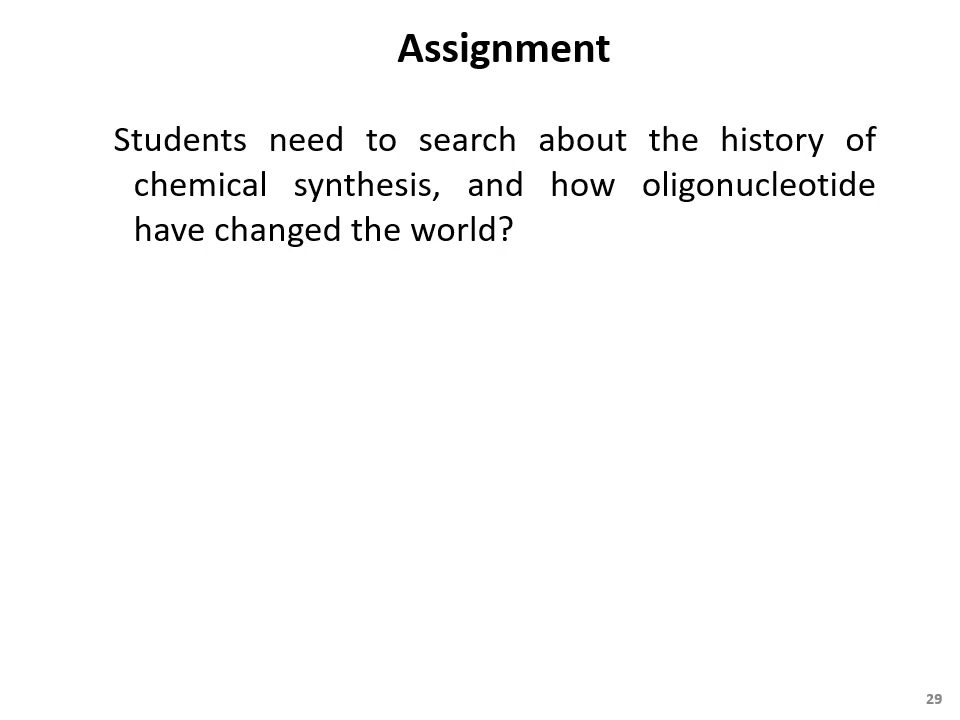 Assignment
Students need to search about the history of
chemical synthesis, and how oligonucleotide
have changed the world?
29